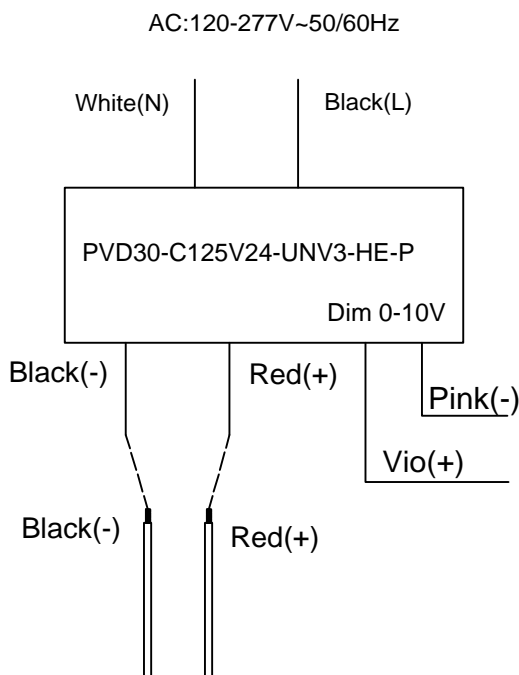 AC:120-277V~50/60Hz
White(N)
Black(L)
PVD30-C125V24-UNV3-HE-P
Dim 0-10V
Black(-)
Red(+)
Pink(-)
Vio(+)
Black(-)
Red(+)